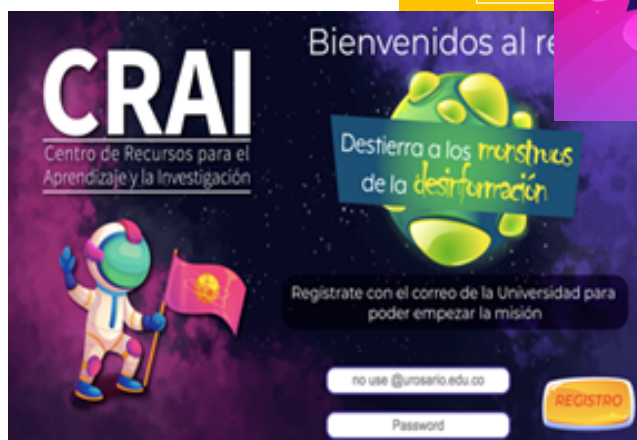 CRAI
Centro de Recursos para el
Aprendizaje y la Investigación
Bienvenidos al re
Destierra a los monstruos
de la desinformación
Regístrate con el correo de la Universidad para
poder empezar la misión
no use @urosario.edu.co
Password
REGISTRO